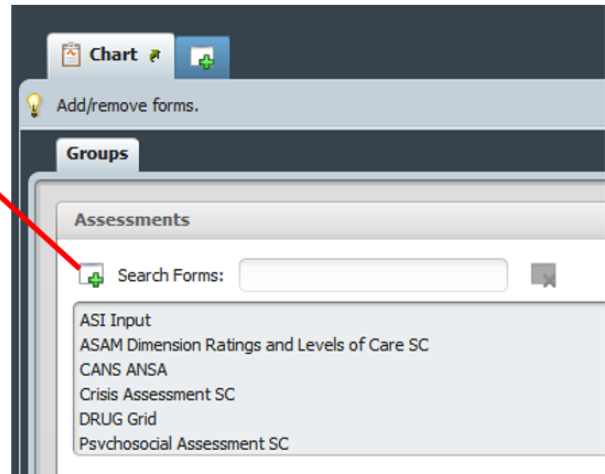 Chart
Add/remove forms.
Groups
Assessments
Search Forms:
ASI Input
ASAM Dimension Ratings and Levels of Care SC
CANS ANSA
Crisis Assessment SC
DRUG Grid
Psychosocial Assessment SC